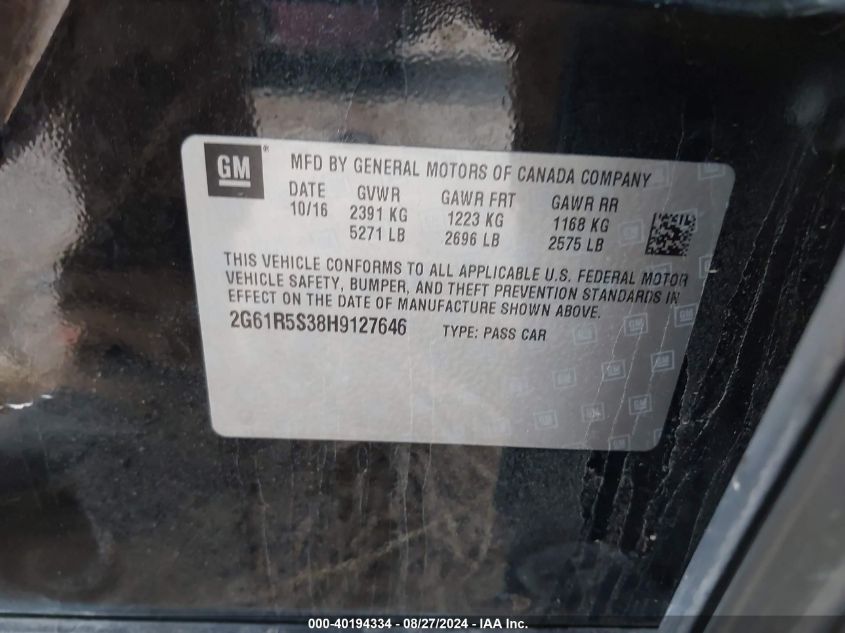 GM ® MFD BY GENERAL MOTORS OF CANADA COMPANY
DATE GVWR GAWR FRT GAWR RR
10/16 2391 KG 1223 KG 1168 KG
5271 LB 2696 LB 2575 LB
THIS VEHICLE CONFORMS TO ALL APPLICABLE U.S. FEDERAL MOTOR
VEHICLE SAFETY, BUMPER, AND THEFT PREVENTION STANDARDS IN
EFFECT ON THE DATE OF MANUFACTURE SHOWN ABOVE.
2G61R5S38H9127646 TYPE: PASS CAR
000-40194334 - 08/27/2024 - IAA Inc.